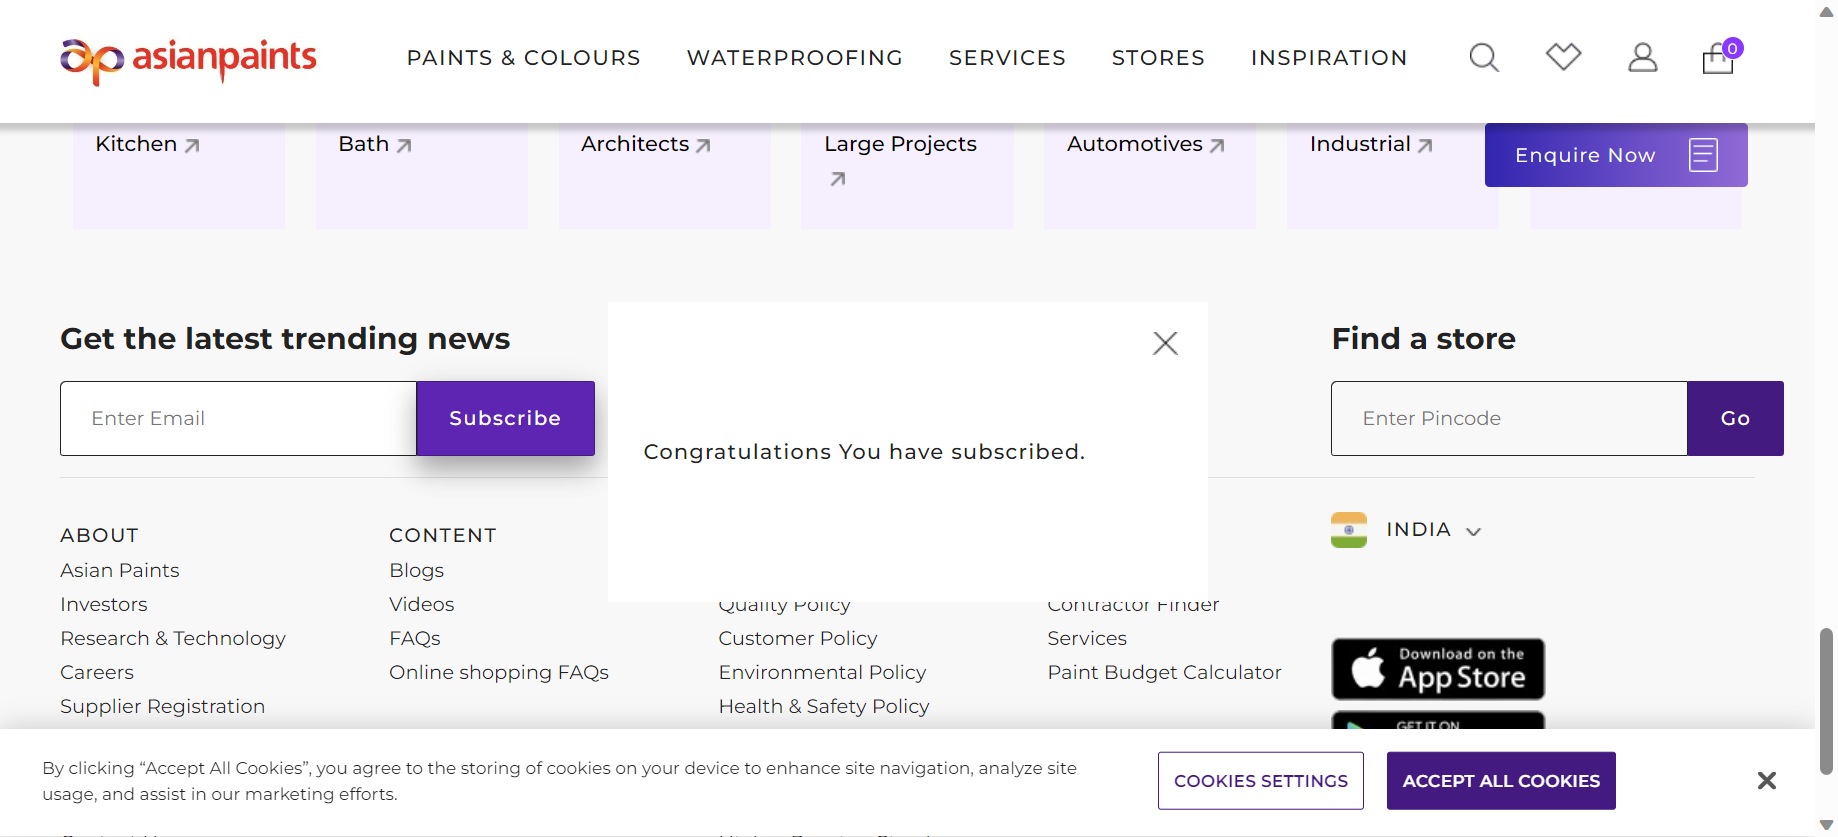 asianpaints
PAINTS & COLOURS
WATERPROOFING
SERVICES
STORES
INSPIRATION
0
Kitchen
Bath
Architects
Large Projects
Automotives
Industrial
Enquire Now
Get the latest trending news
Enter Email
Subscribe
Congratulations You have subscribed.
Find a store
Enter Pincode
Go
ABOUT
Asian Paints
Investors
Research & Technology
Careers
Supplier Registration
CONTENT
Blogs
Videos
FAQs
Online shopping FAQs
Quality Policy
Customer Policy
Environmental Policy
Health & Safety Policy
Contractor Finder
Services
Paint Budget Calculator
INDIA
Download on the
App Store
GET IT ON
By clicking “Accept All Cookies”, you agree to the storing of cookies on your device to enhance site navigation, analyze site
usage, and assist in our marketing efforts.
COOKIES SETTINGS
ACCEPT ALL COOKIES